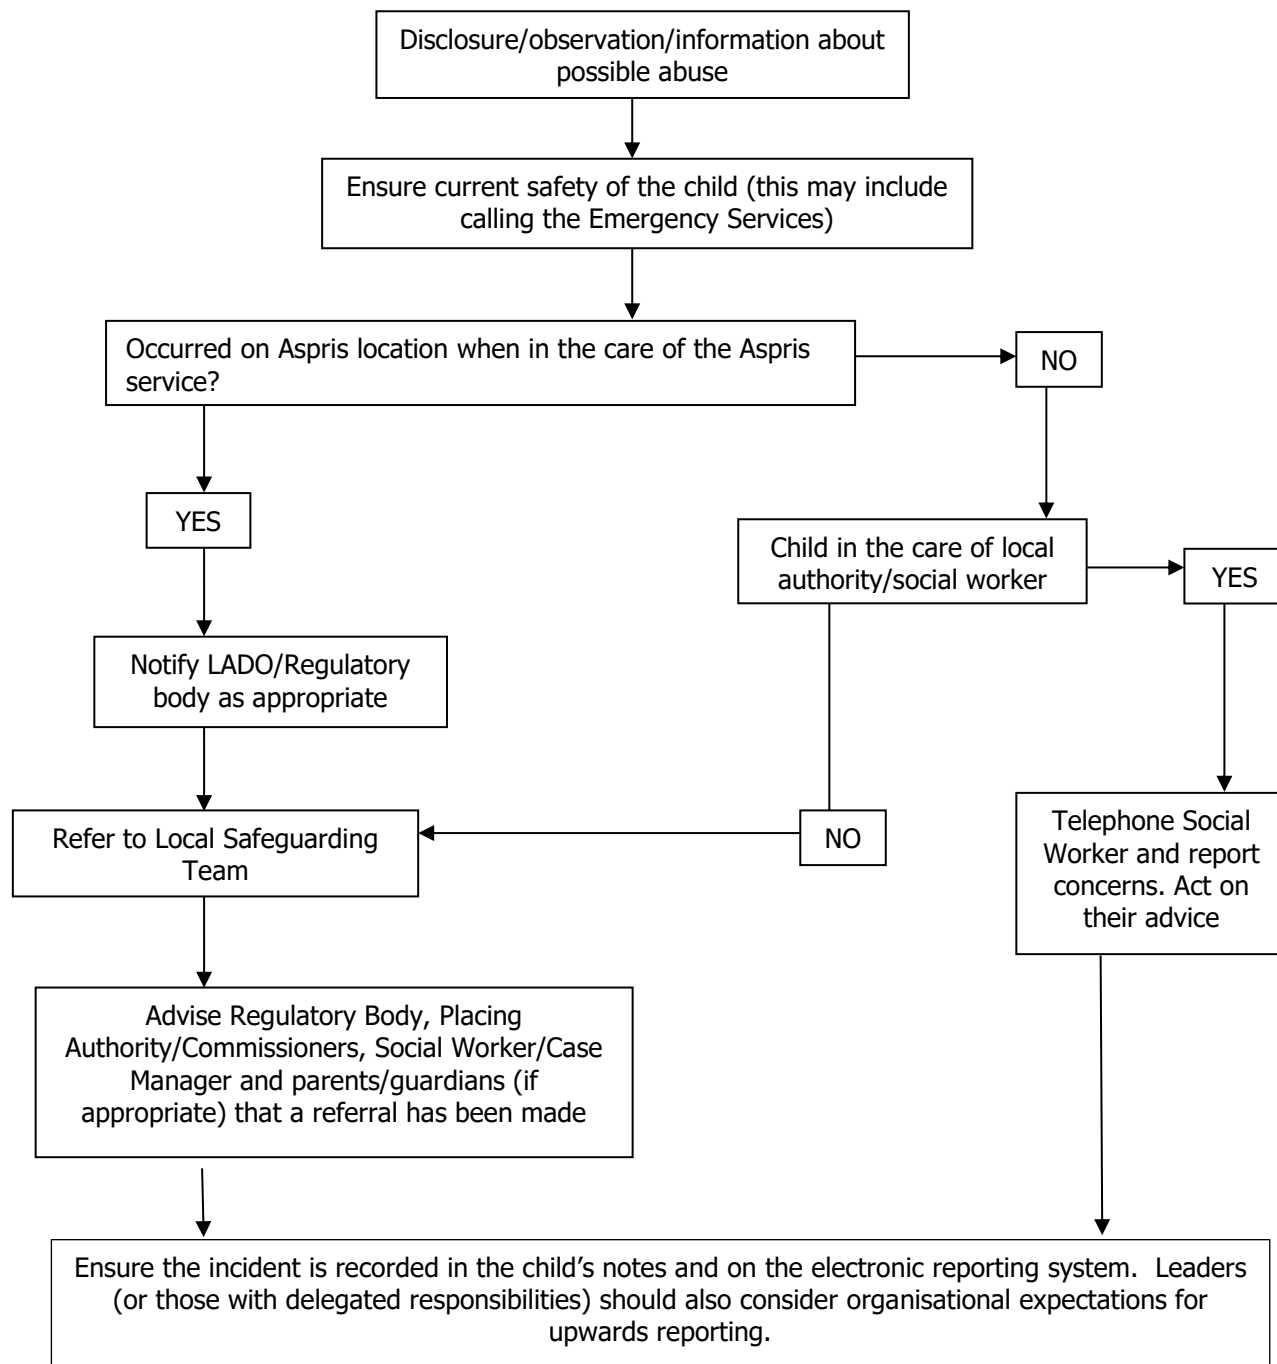 Disclosure/observation/information about
possible abuse
Ensure current safety of the child (this may include
calling the Emergency Services)
Occurred on Aspris location when in the care of the Aspris
service?
NO
YES
Child in the care of local
authority/social worker
YES
Notify LADO/Regulatory
body as appropriate
Refer to Local Safeguarding
Team
NO
Telephone Social
Worker and report
concerns. Act on
their advice
Advise Regulatory Body, Placing
Authority/Commissioners, Social Worker/Case
Manager and parents/guardians (if
appropriate) that a referral has been made
Ensure the incident is recorded in the child’s notes and on the electronic reporting system.  Leaders
(or those with delegated responsibilities) should also consider organisational expectations for
upwards reporting.